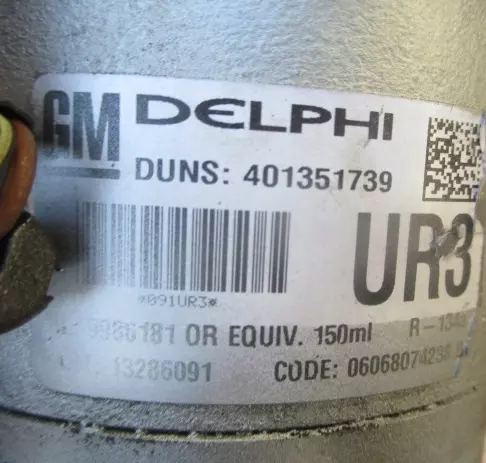 GM DELPHI
DUNS: 401351739
UR3
*091UR3*
OR EQUIV. 150ml
13286091 CODE: